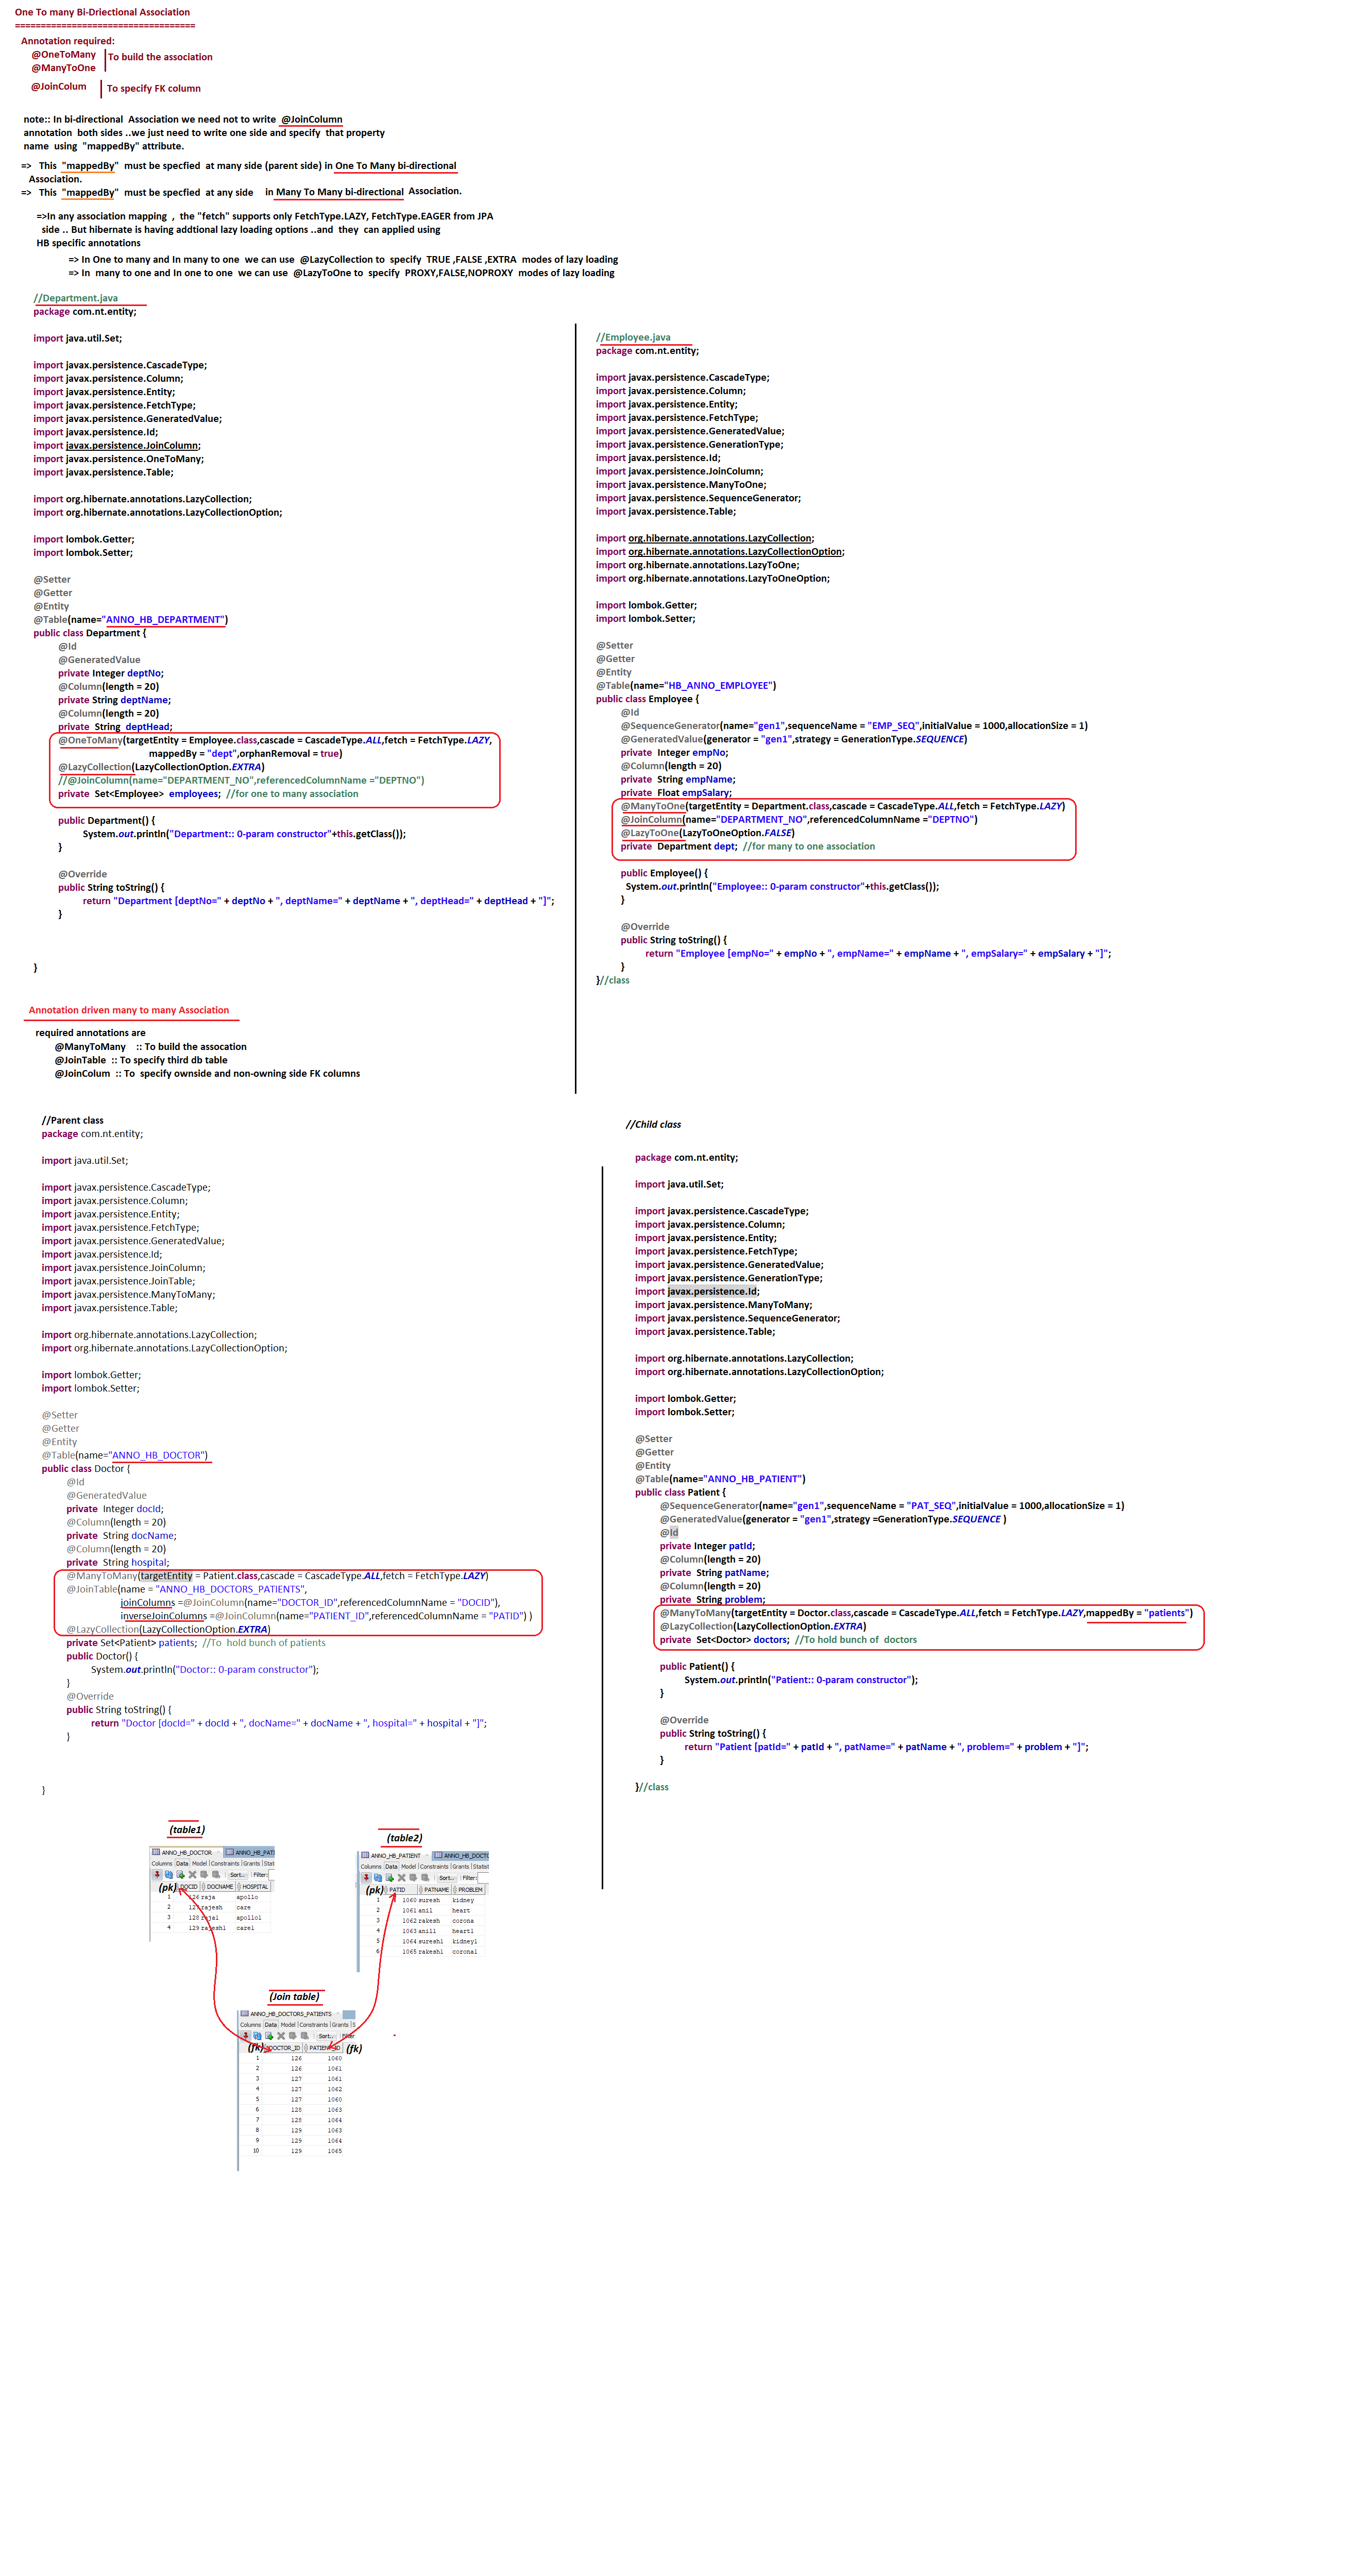 One To many Bi-Driectional Association
===================================
Annotation required:
@OneToMany
@ManyToOne
To build the association
@JoinColum
To specify FK column
note:: In bi-directional Association we need not to write @JoinColumn
annotation both sides ..we just need to write one side and specify that property
name using "mappedBy" attribute.
=> This "mappedBy" must be specfied at many side (parent side) in One To Many bi-directional
Association.
=> This "mappedBy" must be specfied at any side in Many To Many bi-directional Association.
=>In any association mapping , the "fetch" supports only FetchType.LAZY, FetchType.EAGER from JPA
side .. But hibernate is having addtional lazy loading options ..and they can applied using
HB specific annotations
=> In One to many and In many to one we can use @LazyCollection to specify TRUE ,FALSE ,EXTRA modes of lazy loading
=> In many to one and In one to one we can use @LazyToOne to specify PROXY,FALSE,NOPROXY modes of lazy loading
//Department.java
package com.nt.entity;
import java.util.Set;
import javax.persistence.CascadeType;
import javax.persistence.Column;
import javax.persistence.Entity;
import javax.persistence.FetchType;
import javax.persistence.GeneratedValue;
import javax.persistence.Id;
import javax.persistence.JoinColumn;
import javax.persistence.OneToMany;
import javax.persistence.Table;
import org.hibernate.annotations.LazyCollection;
import org.hibernate.annotations.LazyCollectionOption;
import lombok.Getter;
import lombok.Setter;
@Setter
@Getter
@Entity
@Table(name="ANNO_HB_DEPARTMENT")
public class Department {
@Id
@GeneratedValue
private Integer deptNo;
@Column(length = 20)
private String deptName;
@Column(length = 20)
private String deptHead;
@OneToMany(targetEntity = Employee.class,cascade = CascadeType.ALL,fetch = FetchType.LAZY,
mappedBy = "dept",orphanRemoval = true)
@LazyCollection(LazyCollectionOption.EXTRA)
//@JoinColumn(name="DEPARTMENT_NO",referencedColumnName ="DEPTNO")
private Set<Employee> employees; //for one to many association
public Department() {
System.out.println("Department:: 0-param constructor"+this.getClass());
}
@Override
public String toString() {
return "Department [deptNo=" + deptNo + ", deptName=" + deptName + ", deptHead=" + deptHead + "]";
}
}
//Employee.java
package com.nt.entity;
import javax.persistence.CascadeType;
import javax.persistence.Column;
import javax.persistence.Entity;
import javax.persistence.FetchType;
import javax.persistence.GeneratedValue;
import javax.persistence.GenerationType;
import javax.persistence.Id;
import javax.persistence.JoinColumn;
import javax.persistence.ManyToOne;
import javax.persistence.SequenceGenerator;
import javax.persistence.Table;
import org.hibernate.annotations.LazyCollection;
import org.hibernate.annotations.LazyCollectionOption;
import org.hibernate.annotations.LazyToOne;
import org.hibernate.annotations.LazyToOneOption;
import lombok.Getter;
import lombok.Setter;
@Setter
@Getter
@Entity
@Table(name="HB_ANNO_EMPLOYEE")
public class Employee {
@Id
@SequenceGenerator(name="gen1",sequenceName = "EMP_SEQ",initialValue = 1000,allocationSize = 1)
@GeneratedValue(generator = "gen1",strategy = GenerationType.SEQUENCE)
private Integer empNo;
@Column(length = 20)
private String empName;
private Float empSalary;
@ManyToOne(targetEntity = Department.class,cascade = CascadeType.ALL,fetch = FetchType.LAZY)
@JoinColumn(name="DEPARTMENT_NO",referencedColumnName ="DEPTNO")
@LazyToOne(LazyToOneOption.FALSE)
private Department dept; //for many to one association
public Employee() {
System.out.println("Employee:: 0-param constructor"+this.getClass());
}
@Override
public String toString() {
return "Employee [empNo=" + empNo + ", empName=" + empName + ", empSalary=" + empSalary + "]";
}
}//class
Annotation driven many to many Association
required annotations are
@ManyToMany :: To build the assocation
@JoinTable :: To specify third db table
@JoinColum :: To specify ownside and non-owning side FK columns
//Parent class
package com.nt.entity;
import java.util.Set;
import javax.persistence.CascadeType;
import javax.persistence.Column;
import javax.persistence.Entity;
import javax.persistence.FetchType;
import javax.persistence.GeneratedValue;
import javax.persistence.Id;
import javax.persistence.JoinColumn;
import javax.persistence.JoinTable;
import javax.persistence.ManyToMany;
import javax.persistence.Table;
import org.hibernate.annotations.LazyCollection;
import org.hibernate.annotations.LazyCollectionOption;
import lombok.Getter;
import lombok.Setter;
@Setter
@Getter
@Entity
@Table(name="ANNO_HB_DOCTOR")
public class Doctor {
@Id
@GeneratedValue
private Integer docId;
@Column(length = 20)
private String docName;
@Column(length = 20)
private String hospital;
@ManyToMany(targetEntity = Patient.class,cascade = CascadeType.ALL,fetch = FetchType.LAZY)
@JoinTable(name = "ANNO_HB_DOCTORS_PATIENTS",
joinColumns =@JoinColumn(name="DOCTOR_ID",referencedColumnName = "DOCID"),
inverseJoinColumns =@JoinColumn(name="PATIENT_ID",referencedColumnName = "PATID") )
@LazyCollection(LazyCollectionOption.EXTRA)
private Set<Patient> patients; //To hold bunch of patients
public Doctor() {
System.out.println("Doctor:: 0-param constructor");
}
@Override
public String toString() {
return "Doctor [docId=" + docId + ", docName=" + docName + ", hospital=" + hospital + "]";
}
}
//Child class
package com.nt.entity;
import java.util.Set;
import javax.persistence.CascadeType;
import javax.persistence.Column;
import javax.persistence.Entity;
import javax.persistence.FetchType;
import javax.persistence.GeneratedValue;
import javax.persistence.GenerationType;
import javax.persistence.Id;
import javax.persistence.ManyToMany;
import javax.persistence.SequenceGenerator;
import javax.persistence.Table;
import org.hibernate.annotations.LazyCollection;
import org.hibernate.annotations.LazyCollectionOption;
import lombok.Getter;
import lombok.Setter;
@Setter
@Getter
@Entity
@Table(name="ANNO_HB_PATIENT")
public class Patient {
@SequenceGenerator(name="gen1",sequenceName = "PAT_SEQ",initialValue = 1000,allocationSize = 1)
@GeneratedValue(generator = "gen1",strategy =GenerationType.SEQUENCE )
@Id
private Integer patId;
@Column(length = 20)
private String patName;
@Column(length = 20)
private String problem;
@ManyToMany(targetEntity = Doctor.class,cascade = CascadeType.ALL,fetch = FetchType.LAZY,mappedBy = "patients")
@LazyCollection(LazyCollectionOption.EXTRA)
private Set<Doctor> doctors; //To hold bunch of doctors
public Patient() {
System.out.println("Patient:: 0-param constructor");
}
@Override
public String toString() {
return "Patient [patId=" + patId + ", patName=" + patName + ", problem=" + problem + "]";
}
}//class
(table1)
ANNO_HB_DOCTOR ANNO_HB_PATI
Columns Data Model Constraints Grants Stati
Sort.. Filter:
(pk) DOCID DOCNAME HOSPITAL
1 126 raja apollo
2 127 rajesh care
3 128 raja1 apollo1
4 129 rajesh1 care1
(table2)
ANNO_HB_PATIENT ANNO_HB_DOCTO
Columns Data Model Constraints Grants Statist
Sort.. Filter:
(pk) PATID PATNAME PROBLEM
1 1060 suresh kidney
2 1061 anil heart
3 1062 rakesh corona
4 1063 anil1 heart1
5 1064 suresh1 kidney1
6 1065 rakesh1 corona1
(Join table)
ANNO_HB_DOCTORS_PATIENTS
Columns Data Model Constraints Grants S
Sort.. Filter
(fk) DOCTOR_ID PATIENT_ID (fk)
1 126 1060
2 126 1061
3 127 1061
4 127 1062
5 127 1060
6 128 1063
7 128 1064
8 129 1063
9 129 1064
10 129 1065